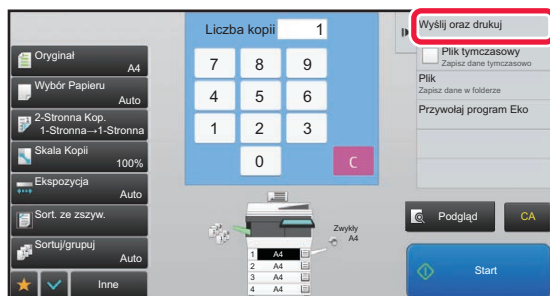 Oryginał
A4
Wybór Papieru
Auto
2-Stronna Kop.
1-Stronna→1-Stronna
Skala Kopii
100%
Ekspozycja
Auto
Sort. ze zszyw.
Sortuj/grupuj
Auto
Inne
Liczba kopii 1
7 8 9
4 5 6
1 2 3
0 C
Zwykły
A4
1 A4
2 A4
3 A4
4 A4
Wyślij oraz drukuj
Plik tymczasowy
Zapisz dane tymczasowo
Plik
Zapisz dane w folderze
Przywołaj program Eko
Podgląd
CA
Start